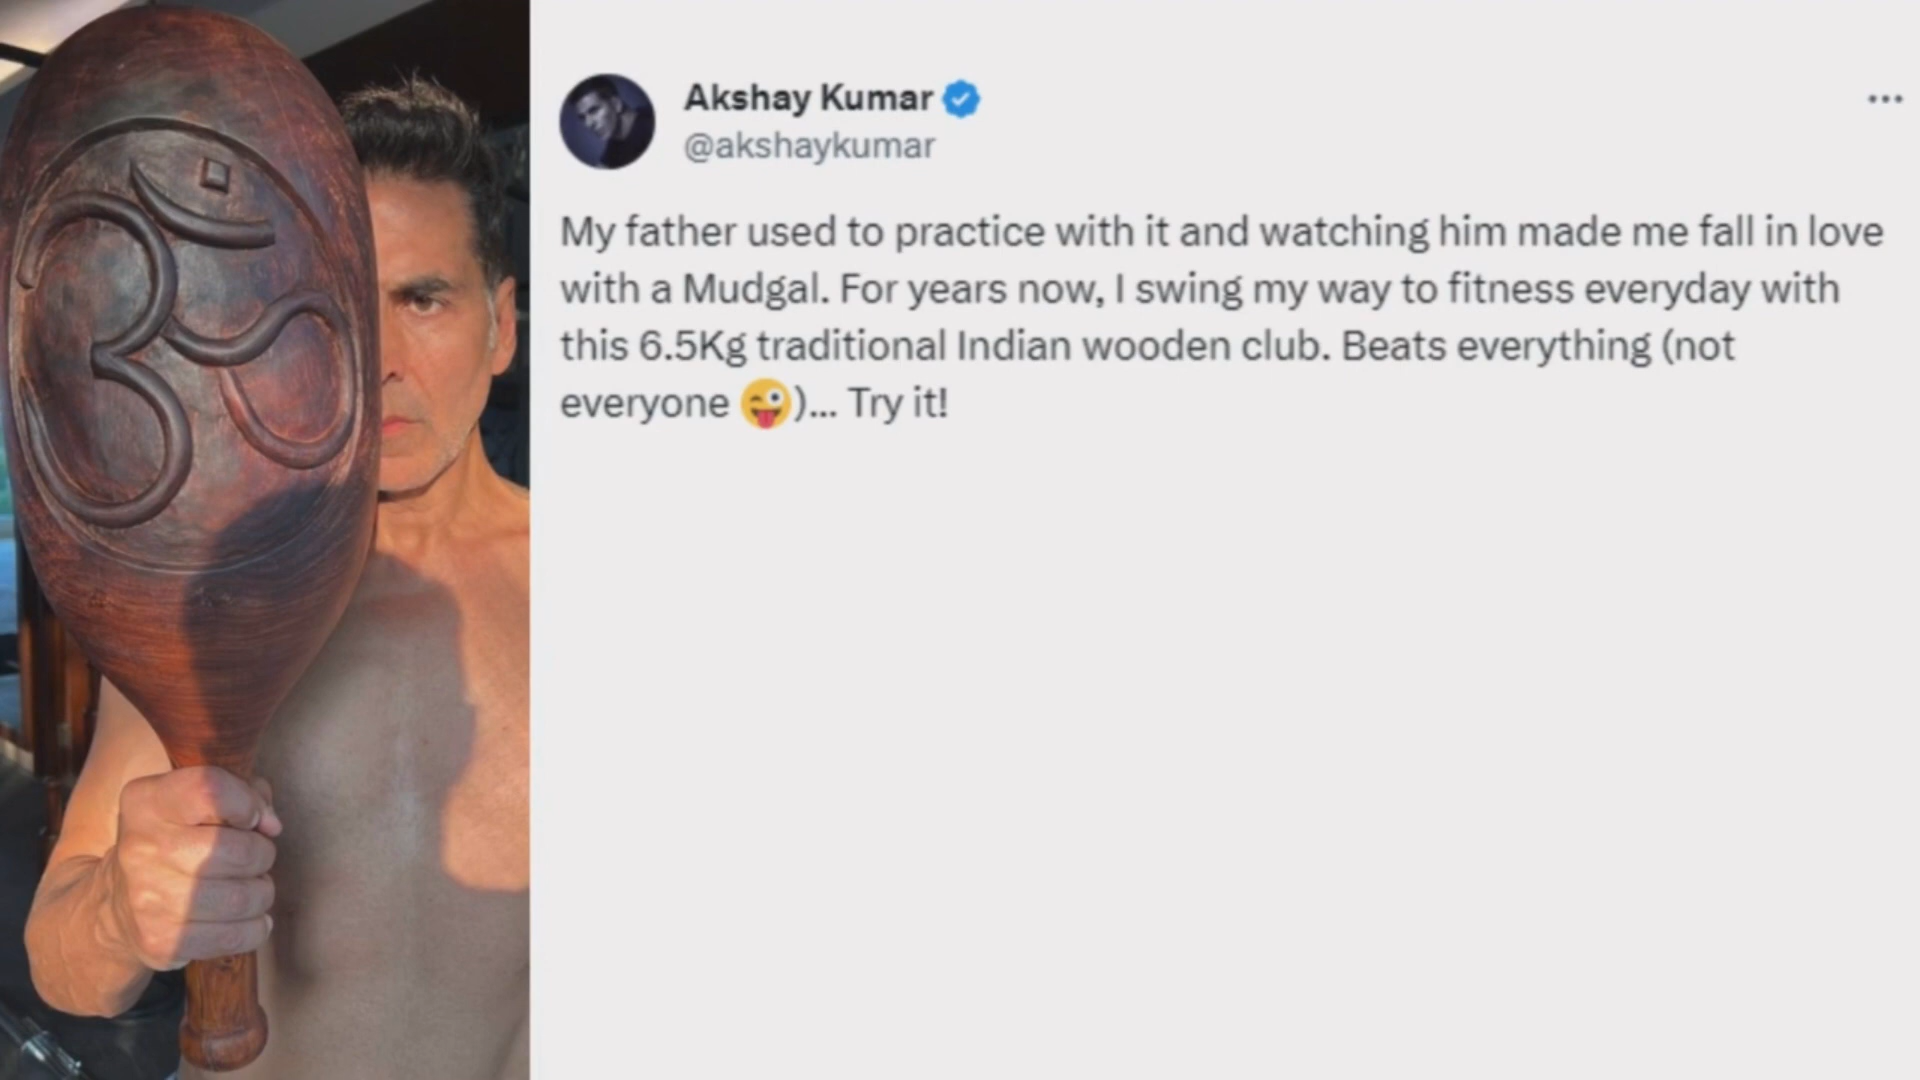 Akshay Kumar
@akshaykumar
My father used to practice with it and watching him made me fall in love
with a Mudgal. For years now, I swing my way to fitness everyday with
this 6.5Kg traditional Indian wooden club. Beats everything (not
everyone 😜)... Try it!
ॐ